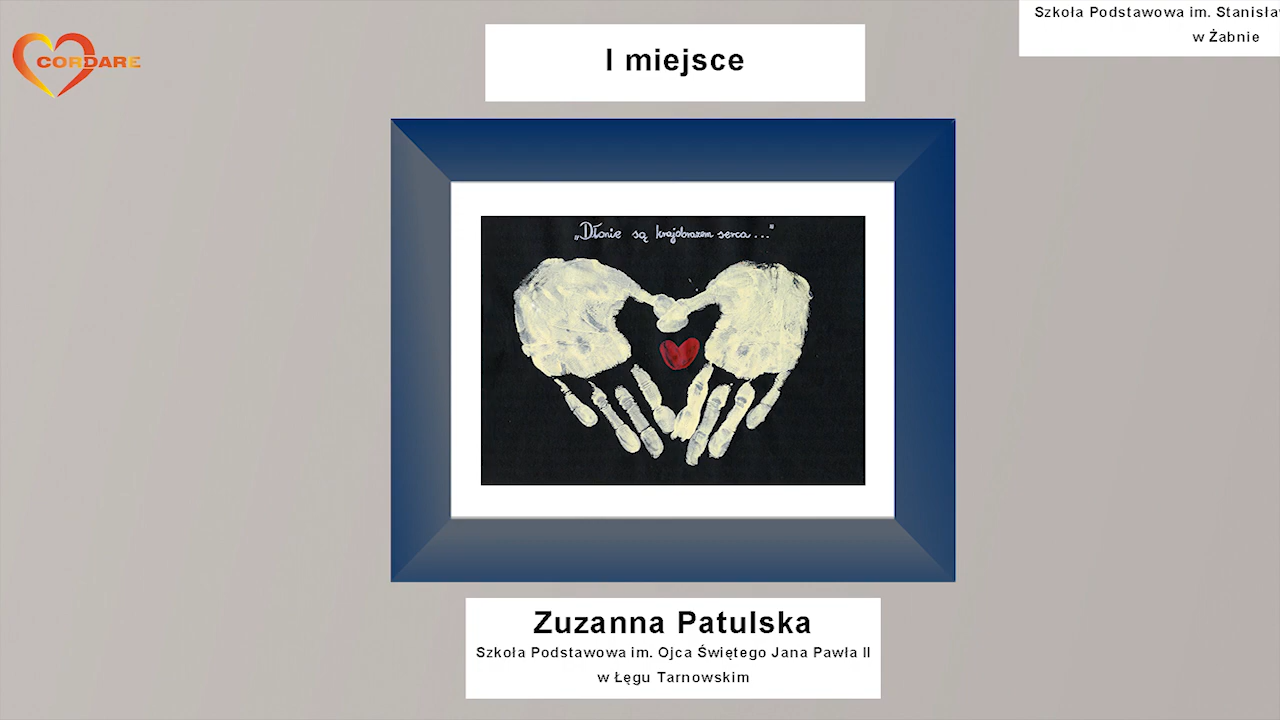 CORDARE
I miejsce
Szkoła Podstawowa im.
w Żabnie
„Dłonie są krajobrazem serca..."
Zuzanna Patulska
Szkoła Podstawowa im. Ojca Świętego Jana Pawła II
w Łęgu Tarnowskim